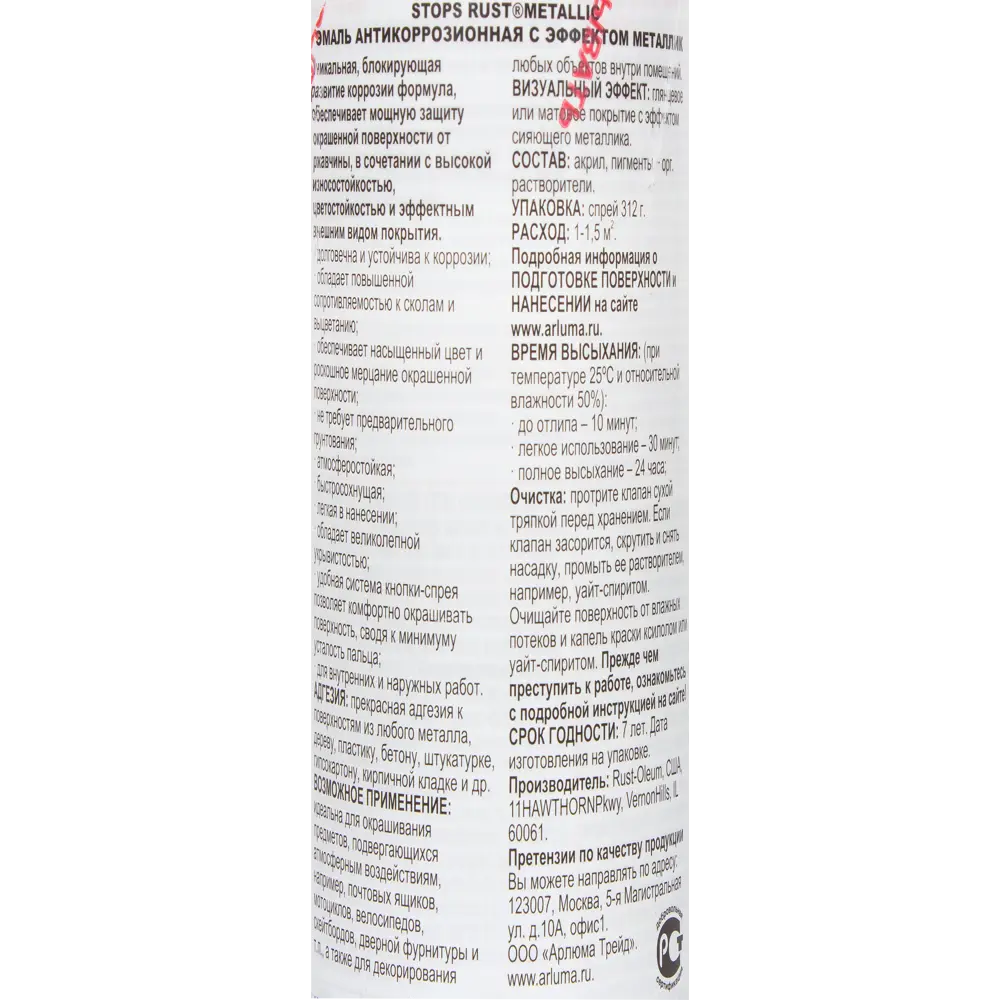 STOPS RUST®METALLIC
ЭМАЛЬ АНТИКОРРОЗИОННАЯ С ЭФФЕКТОМ МЕТАЛЛИК
никальная, блокирующая
развитие коррозии формула,
обеспечивает мощную защиту
окрашенной поверхности от
ржавчины, в сочетании с высокой
износостойкостью,
цветостойкостью и эффектным
внешним видом покрытия.
· долговечна и устойчива к коррозии;
· обладает повышенной
сопротивляемостью к сколам и
выцветанию;
· обеспечивает насыщенный цвет и
роскошное мерцание окрашенной
поверхности;
· не требует предварительного
грунтования;
· атмосферостойкая;
· быстросохнущая;
· легкая в нанесении;
· обладает великолепной
укрывистостью;
· удобная система кнопки-спрея
позволяет комфортно окрашивать
поверхность, сводя к минимуму
усталость пальца;
· для внутренних и наружных работ.
АДГЕЗИЯ: прекрасная адгезия к
поверхностям из любого металла,
дереву, пластику, бетону, штукатурке,
гипсокартону, кирпичной кладке и др.
ВОЗМОЖНОЕ ПРИМЕНЕНИЕ:
идеальна для окрашивания
предметов, подвергающихся
атмосферным воздействиям,
например, почтовых ящиков,
мотоциклов, велосипедов,
скейтбордов, дверной фурнитуры и
т.п., а также для декорирования
любых объектов внутри помещений.
ВИЗУАЛЬНЫЙ ЭФФЕКТ: глянцевое
или матовое покрытие с эффектом
сияющего металлика.
СОСТАВ: акрил, пигменты, орг.
растворители.
УПАКОВКА: спрей 312 г.
РАСХОД: 1-1,5 м².
Подробная информация о
ПОДГОТОВКЕ ПОВЕРХНОСТИ и
НАНЕСЕНИИ на сайте
www.arluma.ru.
ВРЕМЯ ВЫСЫХАНИЯ: (при
температуре 25ºС и относительной
влажности 50%):
· до отлипа – 10 минут;
· легкое использование – 30 минут;
· полное высыхание – 24 часа;
Очистка: протрите клапан сухой
тряпкой перед хранением. Если
клапан засорится, скрутить и снять
насадку, промыть ее растворителем,
например, уайт-спиритом.
Очищайте поверхность от влажных
потеков и капель краски ксилолом или
уайт-спиритом. Прежде чем
преступить к работе, ознакомьтесь
с подробной инструкцией на сайте!
СРОК ГОДНОСТИ: 7 лет. Дата
изготовления на упаковке.
Производитель: Rust-Oleum, США,
11HAWTHORNPkwy, VernonHills, IL
60061.
Претензии по качеству продукции
Вы можете направлять по адресу:
123007, Москва, 5-я Магистральная
ул. д.10А, офис1.
ООО «Арлюма Трейд».
www.arluma.ru.
добровольная
РСТ
сертификация